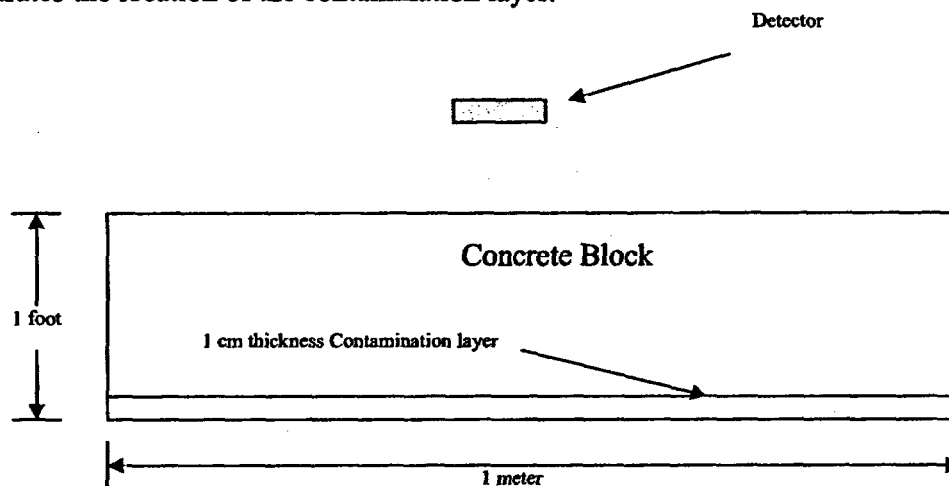 Detector
Concrete Block
1 foot
1 cm thickness Contamination layer
1 meter